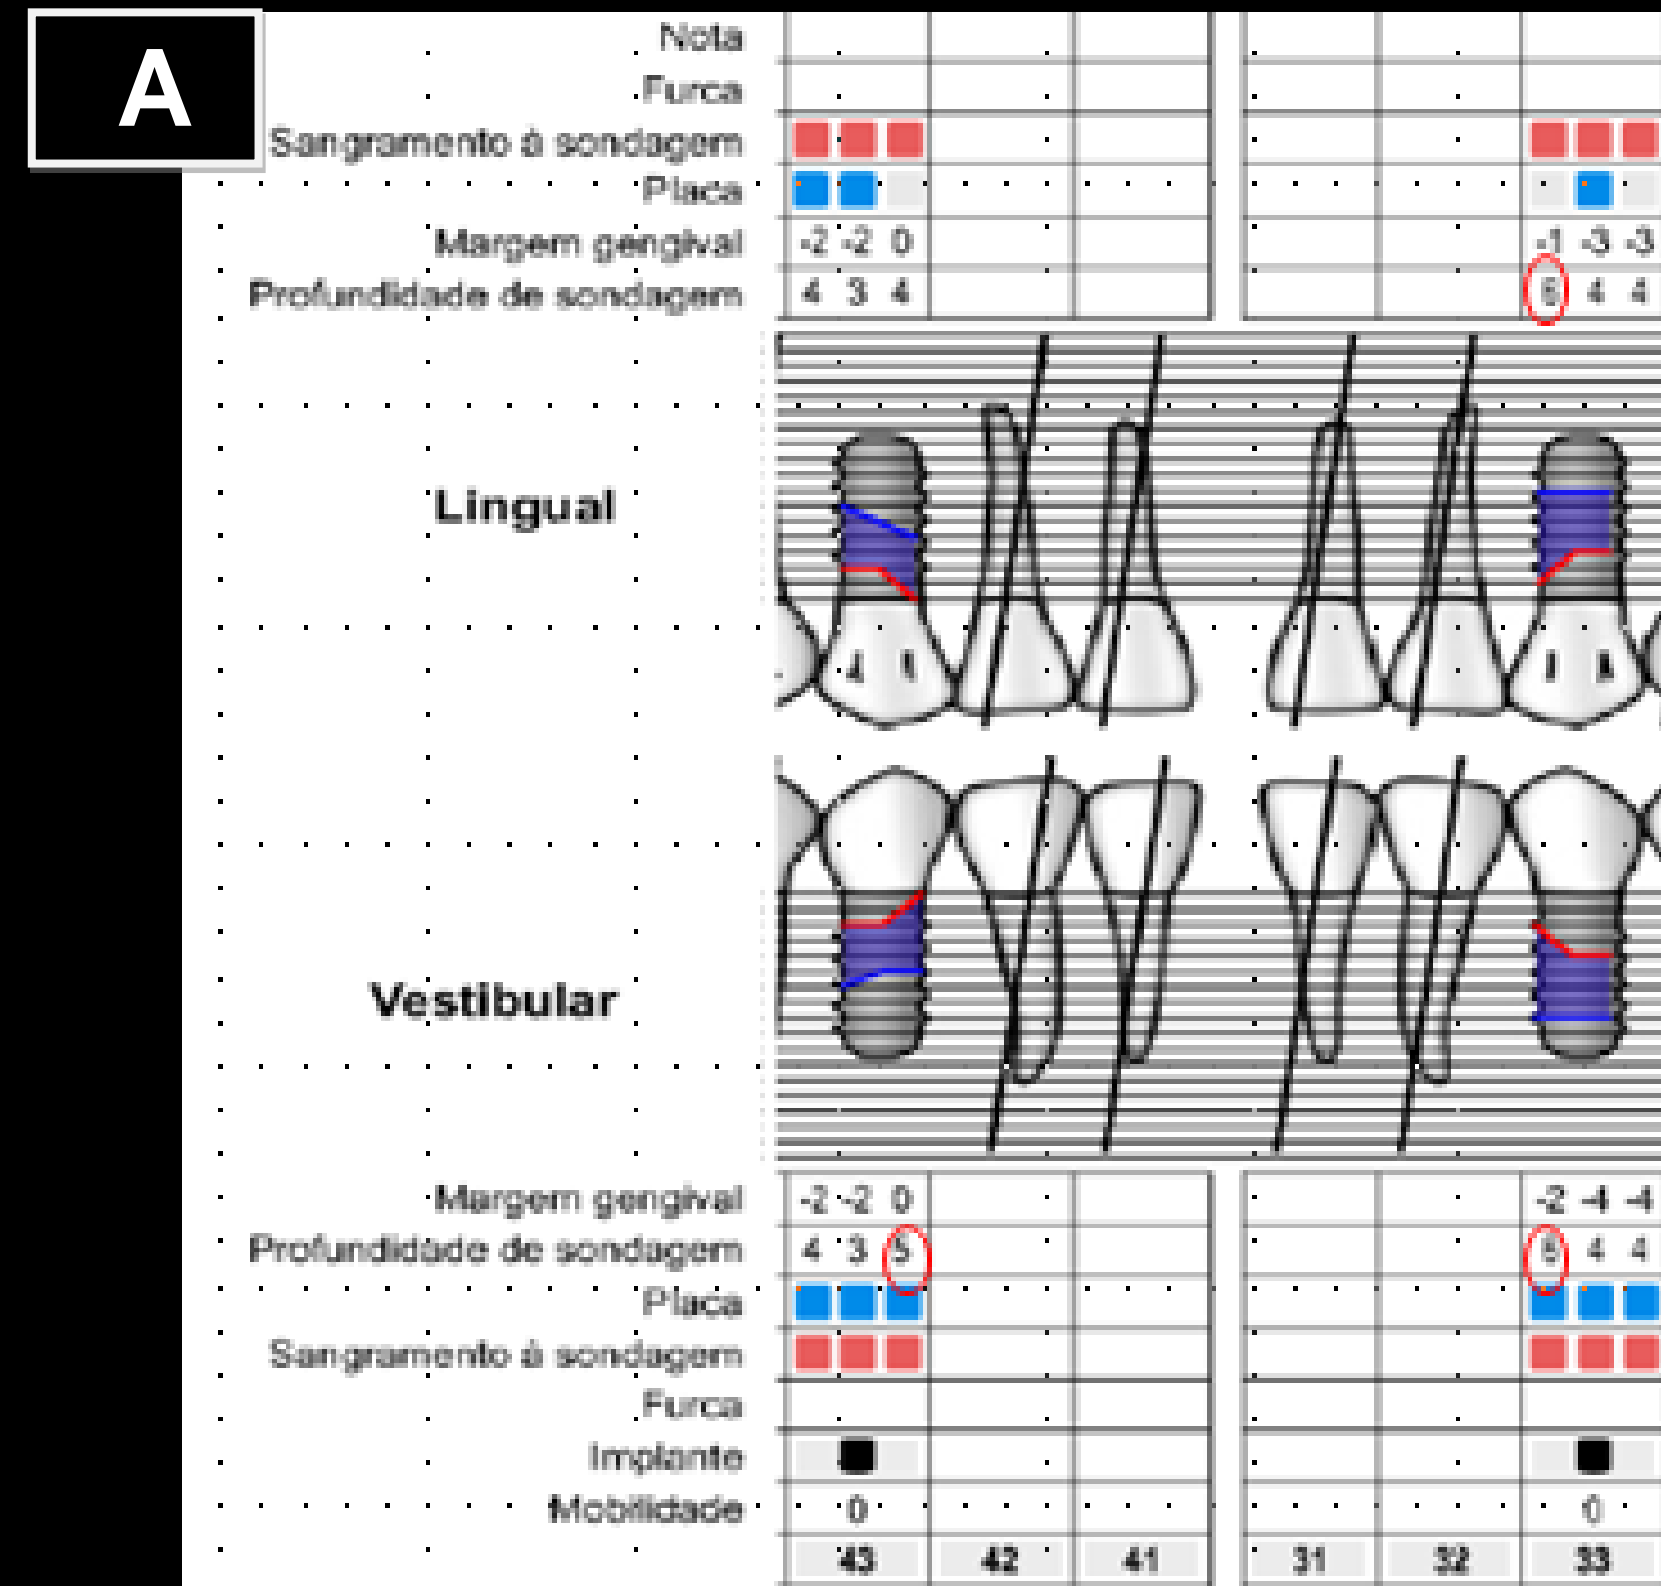 A
Nota
Furca
Sangramento à sondagem
Placa
Margem gengival -2 -2 0 -1 -3 -3
Profundidade de sondagem 4 3 4 4 4
Lingual
Vestibular
Margem gengival -2 -2 0 -2 -4 -4
Profundidade de sondagem 4 3 5 4 4
Placa
Sangramento à sondagem
Furca
Implante
Mobilidade 0 0
43 42 41 31 32 33